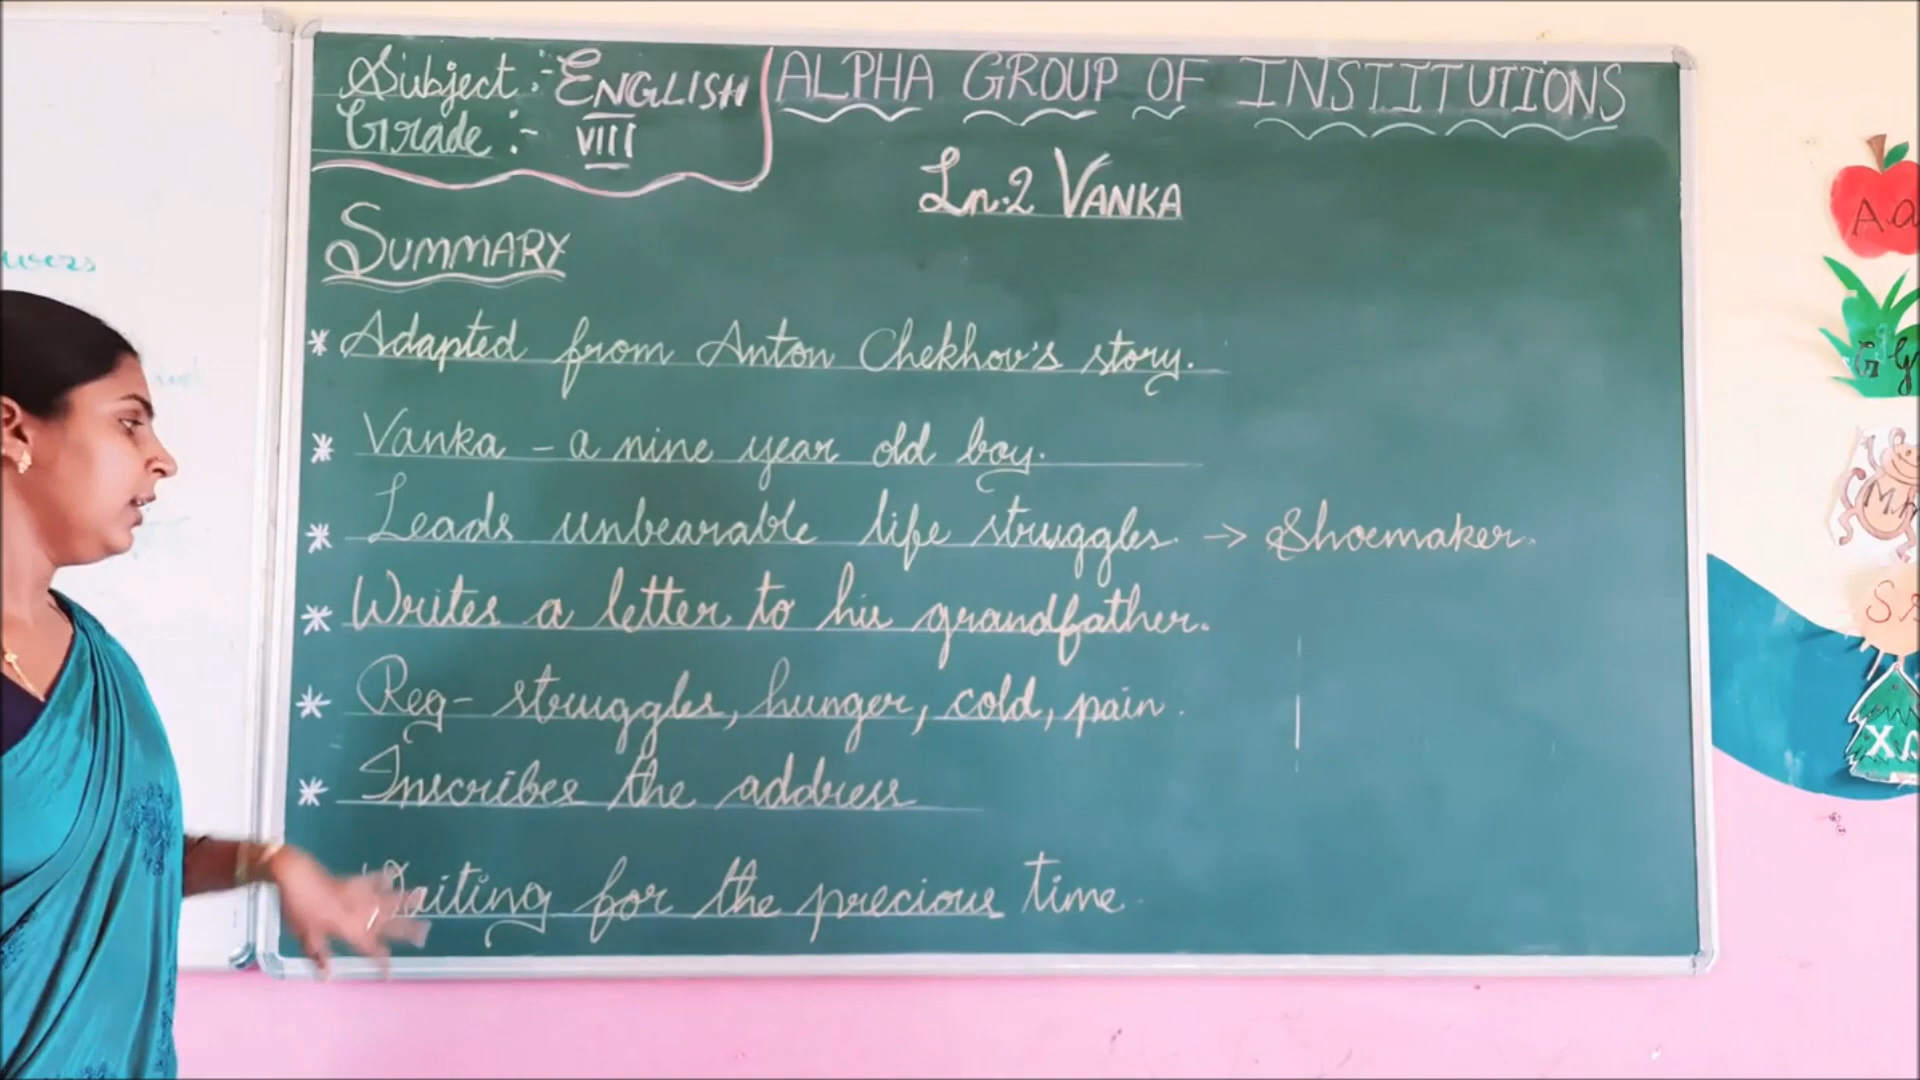 Subject :- ENGLISH
Grade :- VIII
ALPHA GROUP OF INSTITUTIONS
Ln.2 VANKA
SUMMARY
* Adapted from Anton Chekhov's story.
* Vanka - a nine year old boy.
* Leads unbearable life struggles. → Shoemaker.
* Writes a letter to his grandfather.
* Reg- struggles, hunger, cold, pain.
* Inscribes the address
Waiting for the precious time.
A a
G g
M
S s
X